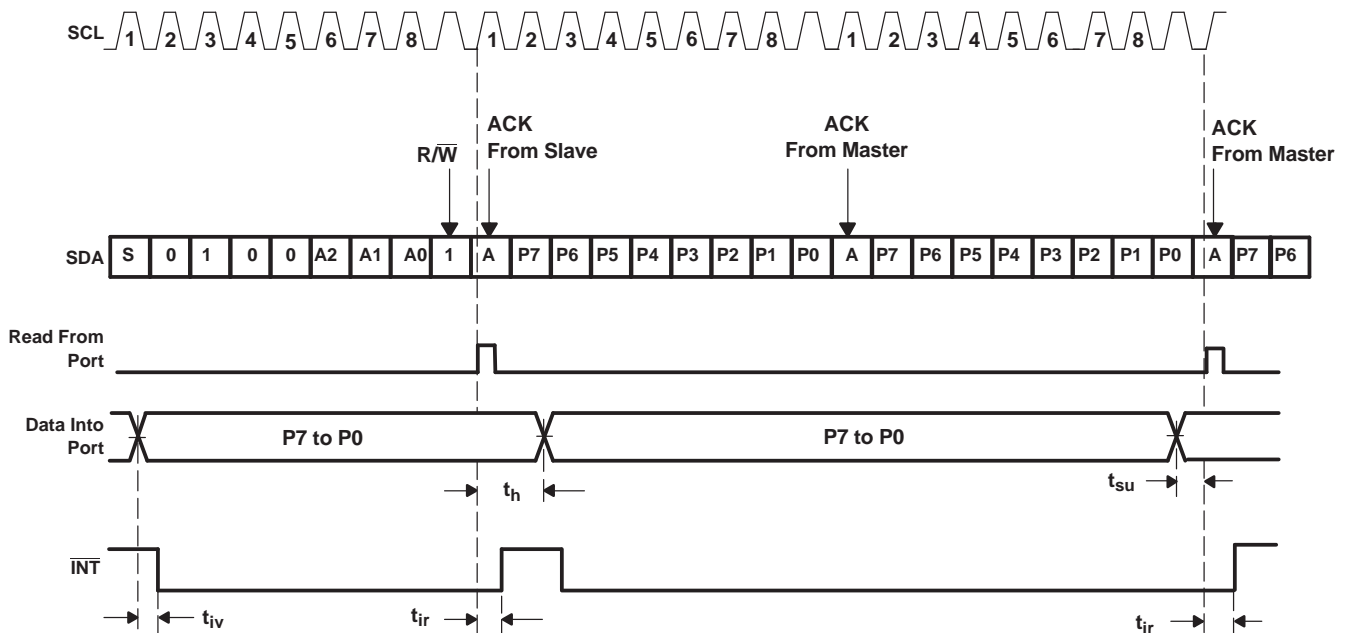 SCL 1 2 3 4 5 6 7 8 1 2 3 4 5 6 7 8 1 2 3 4 5 6 7 8
ACK
From Slave
ACK
From Master
ACK
From Master
R/W̅
SDA S 0 1 0 0 A2 A1 A0 1 A P7 P6 P5 P4 P3 P2 P1 P0 A P7 P6 P5 P4 P3 P2 P1 P0 A P7 P6
Read From
Port
Data Into
Port
P7 to P0
P7 to P0
th
tsu
I̅N̅T̅
tiv
tir
tir